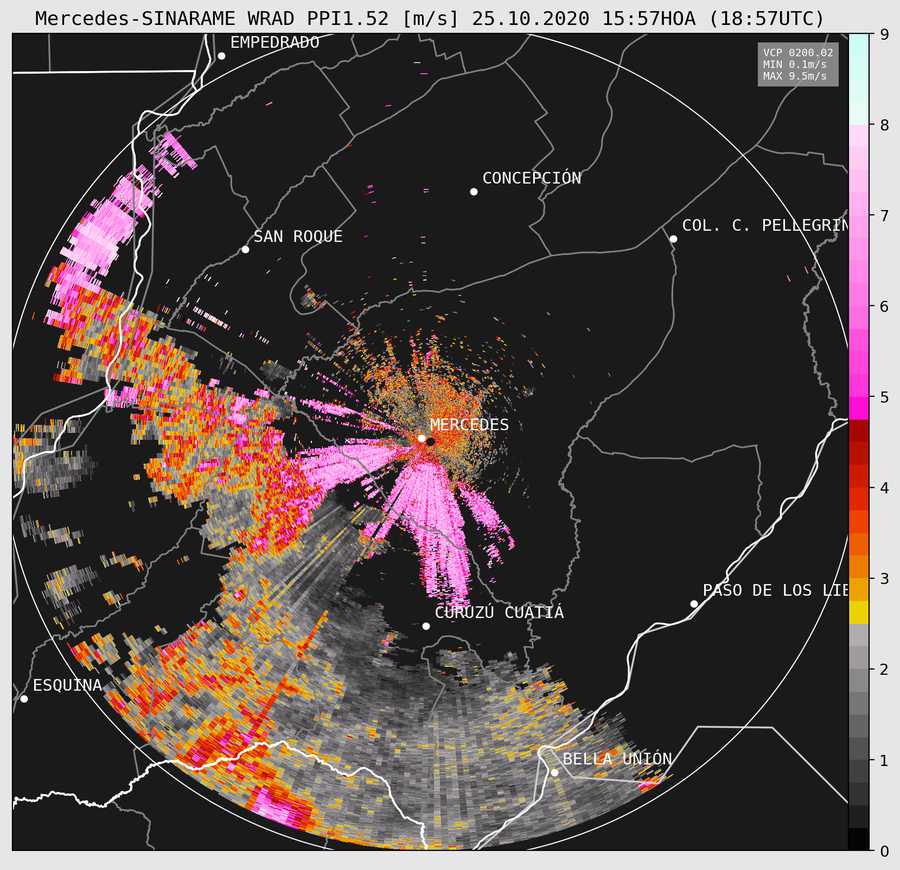 Mercedes-SINARAME WRAD PPI1.52 [m/s] 25.10.2020 15:57HOA (18:57UTC)
EMPEDRADO
VCP 0200.02
MIN 0.1m/s
MAX 9.5m/s
CONCEPCIÓN
COL. C. PELLEGRIN
SAN ROQUE
MERCEDES
PASO DE LOS LIB
CURUZÚ CUATIÁ
ESQUINA
BELLA UNIÓN
9
8
7
6
5
4
3
2
1
0